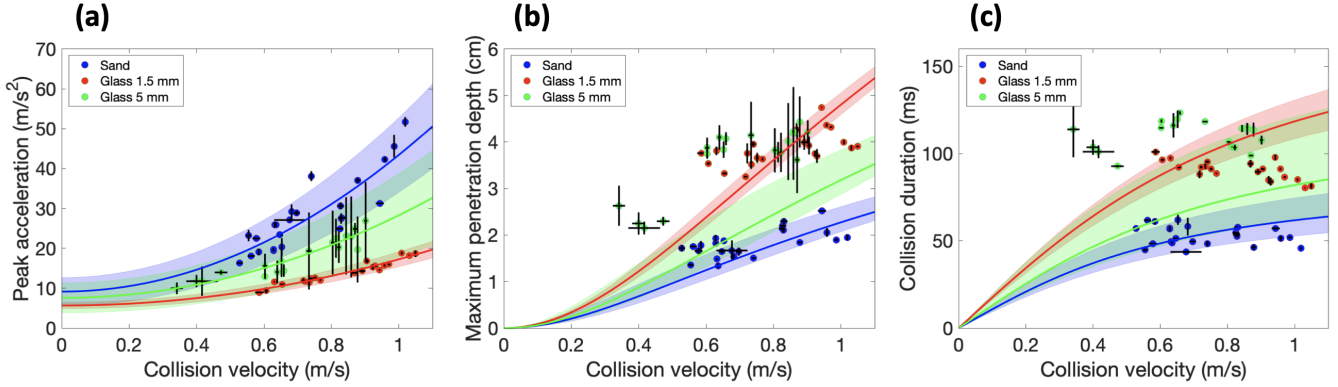 (a)
70
60
50
40
30
20
10
0
Peak acceleration (m/s²)
Sand
Glass 1.5 mm
Glass 5 mm
0 0.2 0.4 0.6 0.8 1
Collision velocity (m/s)
(b)
6
5
4
3
2
1
0
Maximum penetration depth (cm)
Sand
Glass 1.5 mm
Glass 5 mm
0 0.2 0.4 0.6 0.8 1
Collision velocity (m/s)
(c)
150
100
50
0
Collision duration (ms)
Sand
Glass 1.5 mm
Glass 5 mm
0 0.2 0.4 0.6 0.8 1
Collision velocity (m/s)